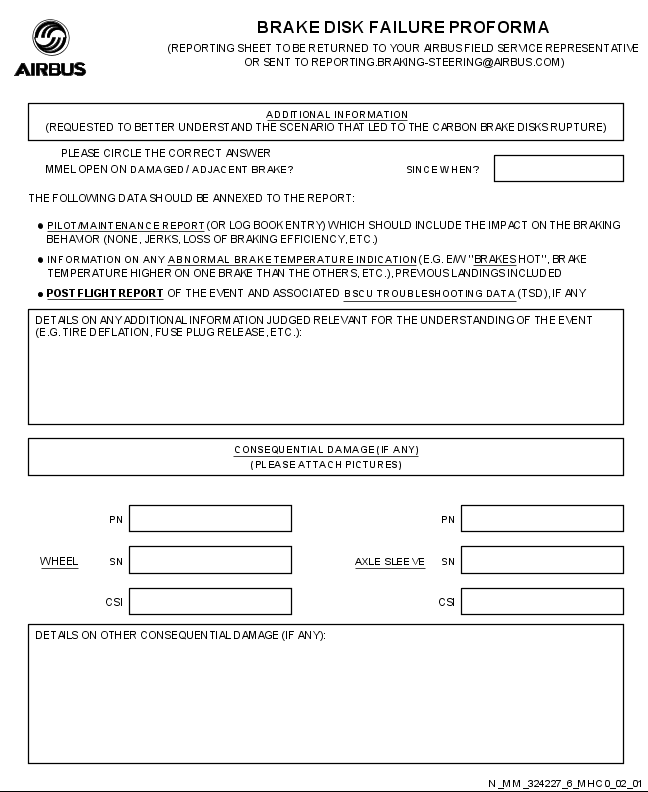 AIRBUS
BRAKE DISK FAILURE PROFORMA
(REPORTING SHEET TO BE RETURNED TO YOUR AIRBUS FIELD SERVICE REPRESENTATIVE
OR SENT TO REPORTING.BRAKING-STEERING@AIRBUS.COM)
ADDITIONAL INFORMATION
(REQUESTED TO BETTER UNDERSTAND THE SCENARIO THAT LED TO THE CARBON BRAKE DISKS RUPTURE)
PLEASE CIRCLE THE CORRECT ANSWER
MMEL OPEN ON DAMAGED / ADJACENT BRAKE? SINCE WHEN?
THE FOLLOWING DATA SHOULD BE ANNEXED TO THE REPORT:
● PILOT/MAINTENANCE REPORT (OR LOG BOOK ENTRY) WHICH SHOULD INCLUDE THE IMPACT ON THE BRAKING
BEHAVIOR (NONE, JERKS, LOSS OF BRAKING EFFICIENCY, ETC.)
● INFORMATION ON ANY ABNORMAL BRAKE TEMPERATURE INDICATION (E.G. E/W "BRAKES HOT", BRAKE
TEMPERATURE HIGHER ON ONE BRAKE THAN THE OTHERS, ETC.), PREVIOUS LANDINGS INCLUDED
● POST FLIGHT REPORT OF THE EVENT AND ASSOCIATED BSCU TROUBLESHOOTING DATA (TSD), IF ANY
DETAILS ON ANY ADDITIONAL INFORMATION JUDGED RELEVANT FOR THE UNDERSTANDING OF THE EVENT
(E.G. TIRE DEFLATION, FUSE PLUG RELEASE, ETC.):
CONSEQUENTIAL DAMAGE (IF ANY)
(PLEASE ATTACH PICTURES)
PN PN
WHEEL SN AXLE SLEEVE SN
CSI CSI
DETAILS ON OTHER CONSEQUENTIAL DAMAGE (IF ANY):
N_MM_324227_6_MHC0_02_01